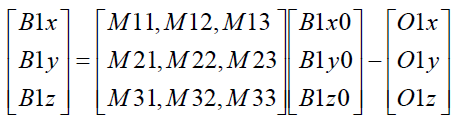 [B1x] [M11, M12, M13] [B1x0] [O1x]
[B1y] = [M21, M22, M23] [B1y0] − [O1y]
[B1z] [M31, M32, M33] [B1z0] [O1z]